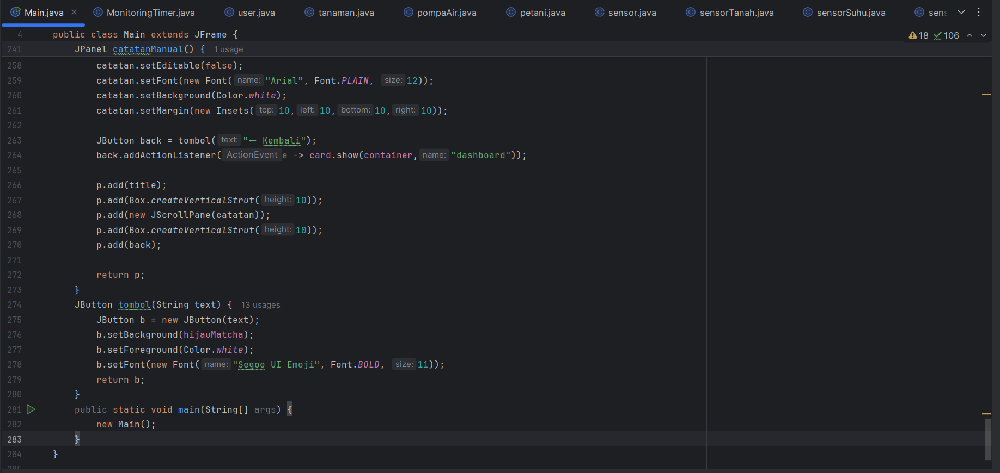 Main.java MonitoringTimer.java user.java tanaman.java pompaAir.java petani.java sensor.java sensorTanah.java sensorSuhu.java
4 public class Main extends JFrame { 18 106
241 JPanel catatanManual() { 1 usage
258 catatan.setEditable(false);
259 catatan.setFont(new Font( name: "Arial", Font.PLAIN, size: 12));
260 catatan.setBackground(Color.white);
261 catatan.setMargin(new Insets( top: 10, left: 10, bottom: 10, right: 10));
262
263 JButton back = tombol( text: "← Kembali");
264 back.addActionListener( ActionEvent e -> card.show(container, name: "dashboard"));
265
266 p.add(title);
267 p.add(Box.createVerticalStrut( height: 10));
268 p.add(new JScrollPane(catatan));
269 p.add(Box.createVerticalStrut( height: 10));
270 p.add(back);
271
272 return p;
273 }
274 JButton tombol(String text) { 13 usages
275 JButton b = new JButton(text);
276 b.setBackground(hijauMatcha);
277 b.setForeground(Color.white);
278 b.setFont(new Font( name: "Segoe UI Emoji", Font.BOLD, size: 11));
279 return b;
280 }
281 public static void main(String[] args) {
282 new Main();
283 }
284 }